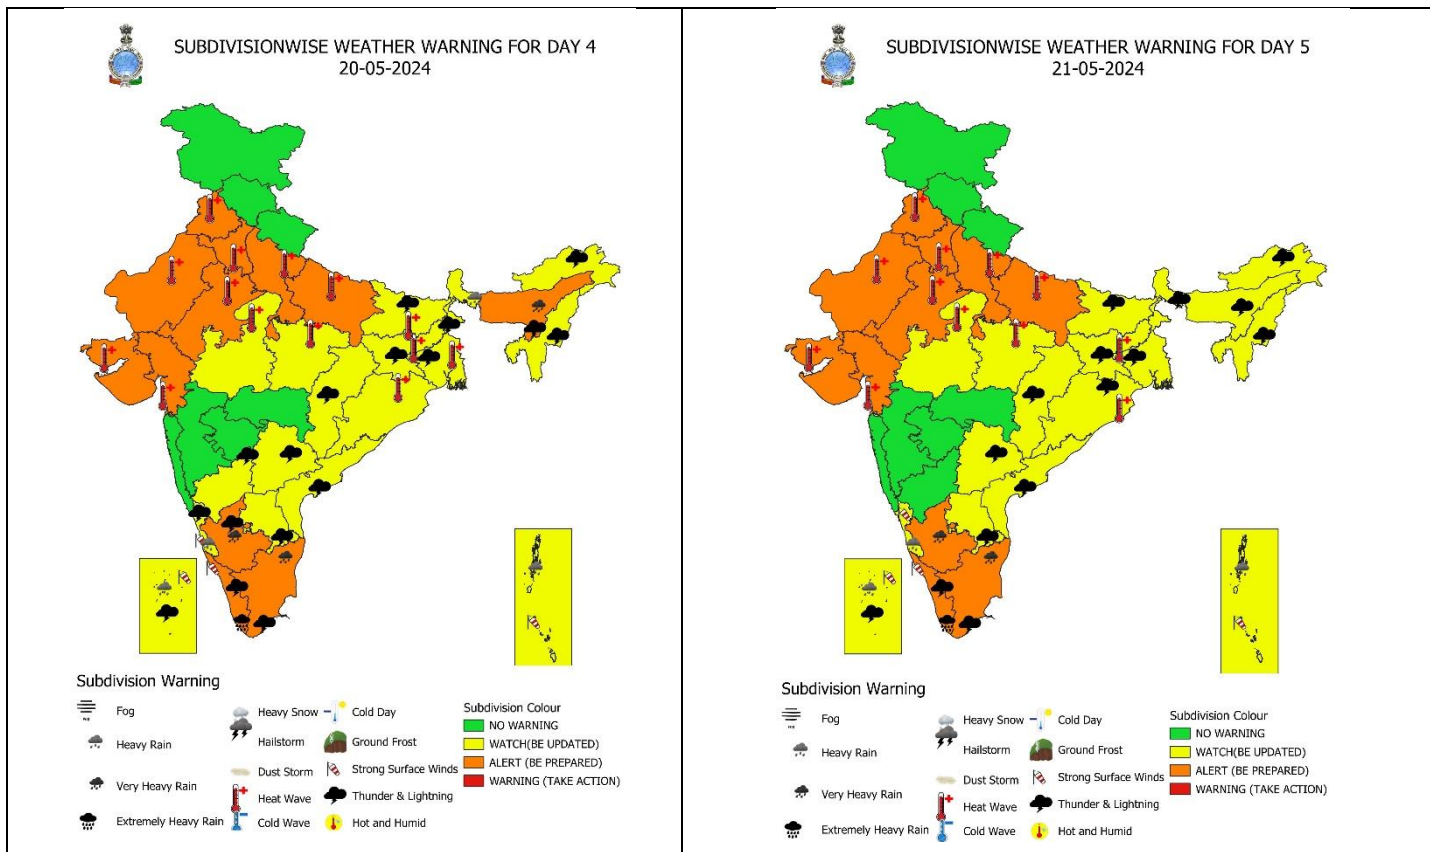 SUBDIVISIONWISE WEATHER WARNING FOR DAY 4
20-05-2024
Subdivision Warning
Fog
Heavy Rain
Very Heavy Rain
Extremely Heavy Rain
Heavy Snow
Hailstorm
Dust Storm
Heat Wave
Cold Wave
Cold Day
Ground Frost
Strong Surface Winds
Thunder & Lightning
Hot and Humid
Subdivision Colour
NO WARNING
WATCH(BE UPDATED)
ALERT (BE PREPARED)
WARNING (TAKE ACTION)
SUBDIVISIONWISE WEATHER WARNING FOR DAY 5
21-05-2024
Subdivision Warning
Fog
Heavy Rain
Very Heavy Rain
Extremely Heavy Rain
Heavy Snow
Hailstorm
Dust Storm
Heat Wave
Cold Wave
Cold Day
Ground Frost
Strong Surface Winds
Thunder & Lightning
Hot and Humid
Subdivision Colour
NO WARNING
WATCH(BE UPDATED)
ALERT (BE PREPARED)
WARNING (TAKE ACTION)